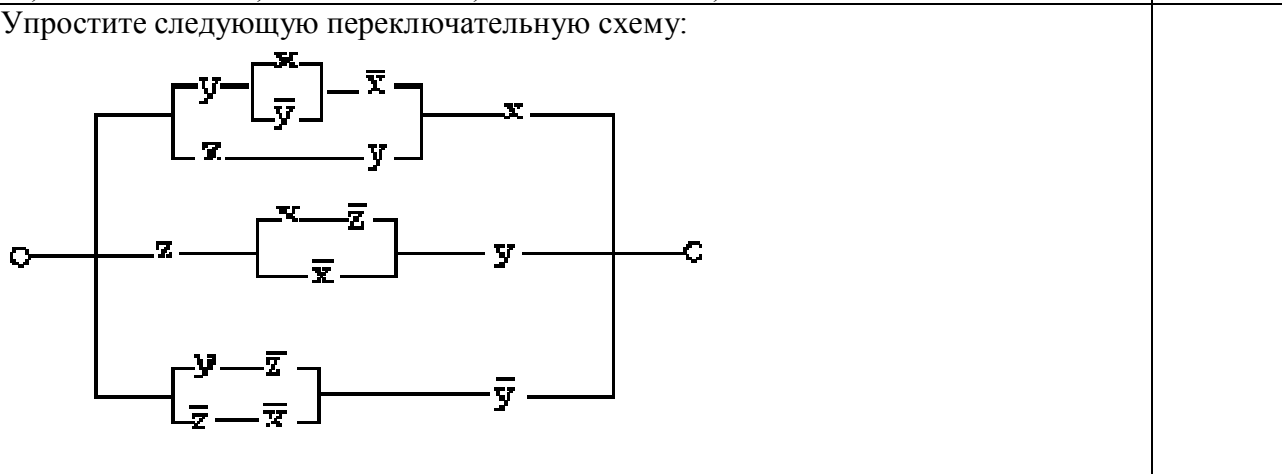 Упростите следующую переключательную схему:
x
y x̅
y̅ x
z y
x z̅
z y
x̅
y z̅
y̅
z̅ x̅